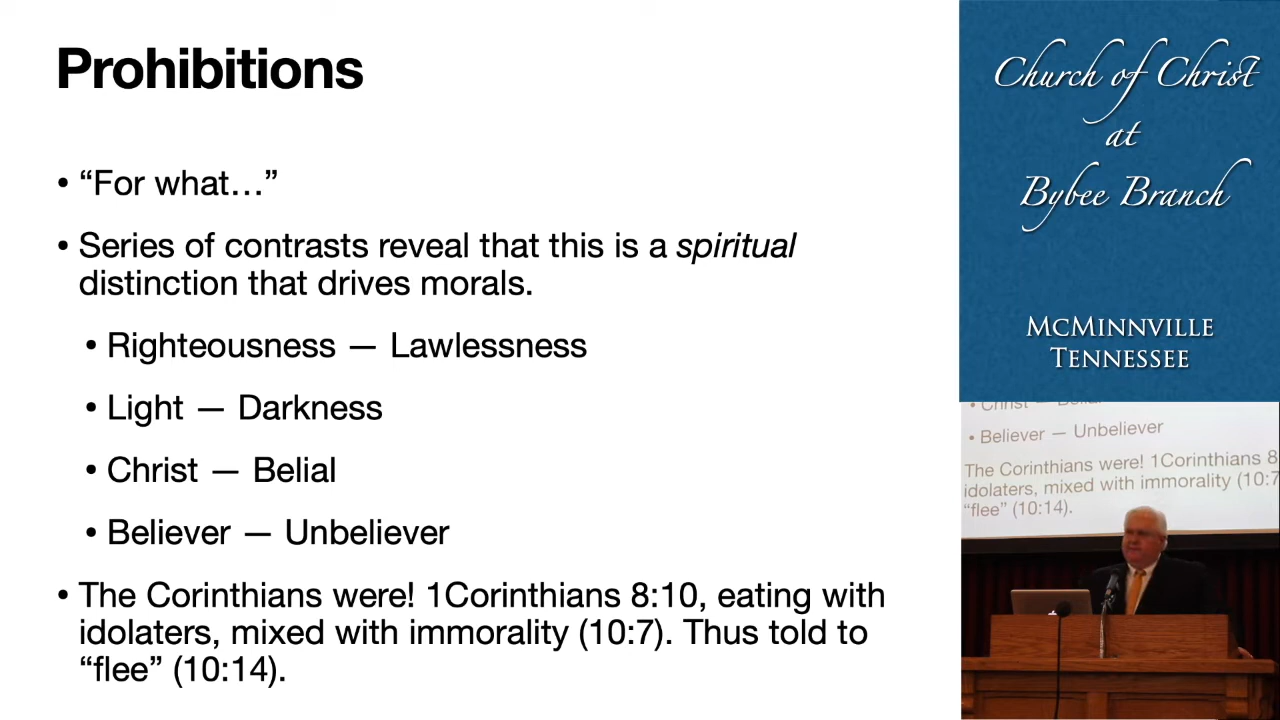 Prohibitions
• “For what…”
• Series of contrasts reveal that this is a spiritual
distinction that drives morals.
• Righteousness — Lawlessness
• Light — Darkness
• Christ — Belial
• Believer — Unbeliever
• The Corinthians were! 1Corinthians 8:10, eating with
idolaters, mixed with immorality (10:7). Thus told to
“flee” (10:14).
Church of Christ
at
Bybee Branch
McMinnville
Tennessee
• Christ — Belial
• Believer — Unbeliever
The Corinthians were! 1Corinthians 8
idolaters, mixed with immorality (10:7
“flee” (10:14).